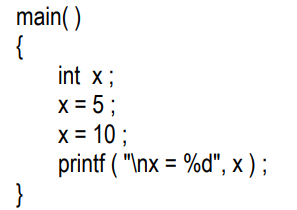 main( )
{
int x ;
x = 5 ;
x = 10 ;
printf ( "\nx = %d", x ) ;
}